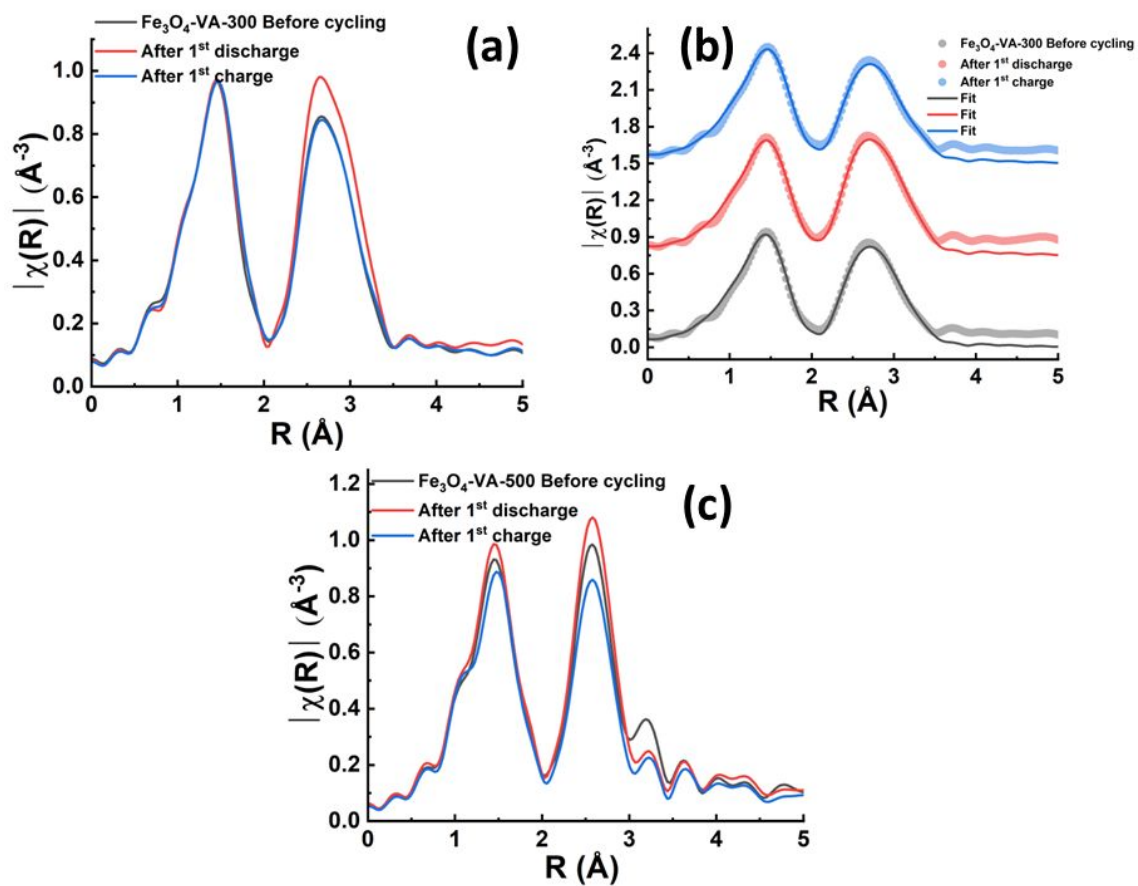 Fe₃O₄-VA-300 Before cycling
After 1ˢᵗ discharge
After 1ˢᵗ charge
(a)
1.0
0.8
0.6
0.4
0.2
0.0
|χ(R)| (Å⁻³)
0 1 2 3 4 5
R (Å)
(b)
Fe₃O₄-VA-300 Before cycling
After 1ˢᵗ discharge
After 1ˢᵗ charge
Fit
Fit
Fit
2.4
2.1
1.8
1.5
1.2
0.9
0.6
0.3
0.0
|χ(R)| (Å⁻³)
0 1 2 3 4 5
R (Å)
Fe₃O₄-VA-500 Before cycling
After 1ˢᵗ discharge
After 1ˢᵗ charge
(c)
1.2
1.0
0.8
0.6
0.4
0.2
0.0
|χ(R)| (Å⁻³)
0 1 2 3 4 5
R (Å)